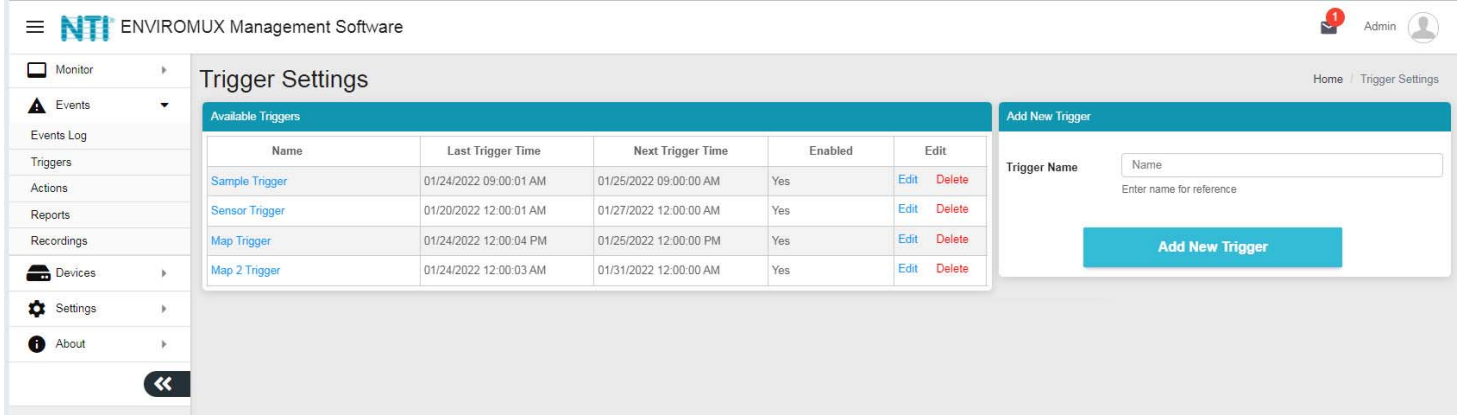 NTI ENVIROMUX Management Software
1
Admin
Monitor
Events
Events Log
Triggers
Actions
Reports
Recordings
Devices
Settings
About
Trigger Settings
Home / Trigger Settings
Available Triggers
Name Last Trigger Time Next Trigger Time Enabled Edit
Sample Trigger 01/24/2022 09:00:01 AM 01/25/2022 09:00:00 AM Yes Edit Delete
Sensor Trigger 01/20/2022 12:00:01 AM 01/27/2022 12:00:00 AM Yes Edit Delete
Map Trigger 01/24/2022 12:00:04 PM 01/25/2022 12:00:00 PM Yes Edit Delete
Map 2 Trigger 01/24/2022 12:00:03 AM 01/31/2022 12:00:00 AM Yes Edit Delete
Add New Trigger
Trigger Name Name
Enter name for reference
Add New Trigger